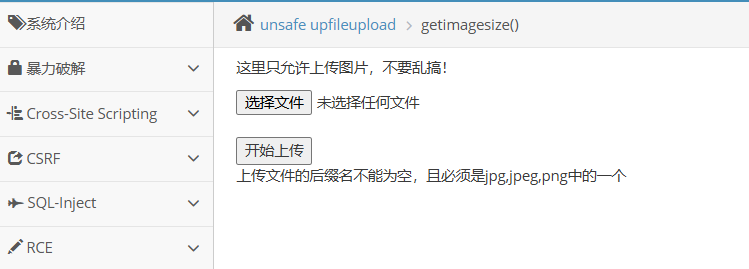 系统介绍
暴力破解
Cross-Site Scripting
CSRF
SQL-Inject
RCE
unsafe upfileupload > getimagesize()
这里只允许上传图片，不要乱搞！
选择文件 未选择任何文件
开始上传
上传文件的后缀名不能为空，且必须是jpg,jpeg,png中的一个